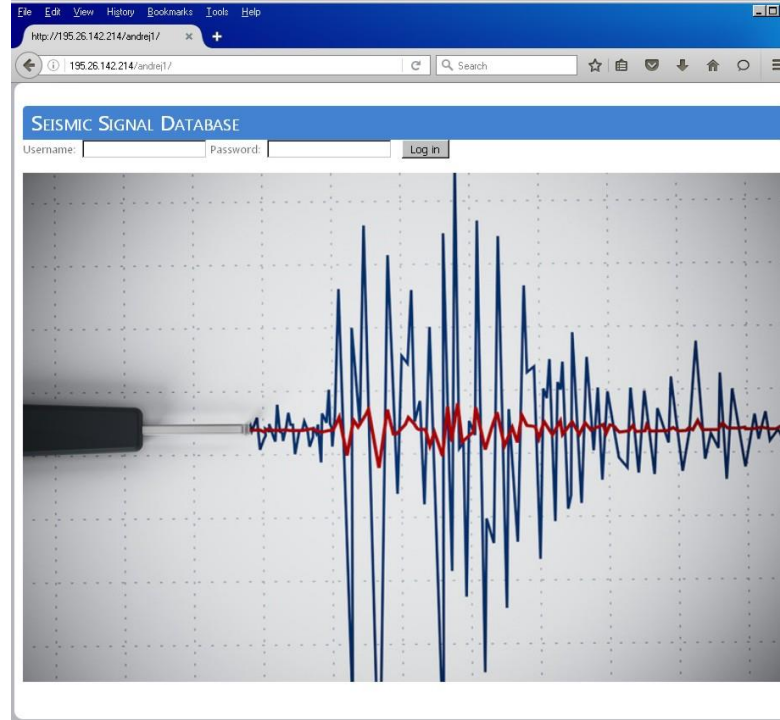 File Edit View History Bookmarks Tools Help
http://195.26.142.214/andrej1/
195.26.142.214/andrej1/ Search
SEISMIC SIGNAL DATABASE
Username: Password: Log in